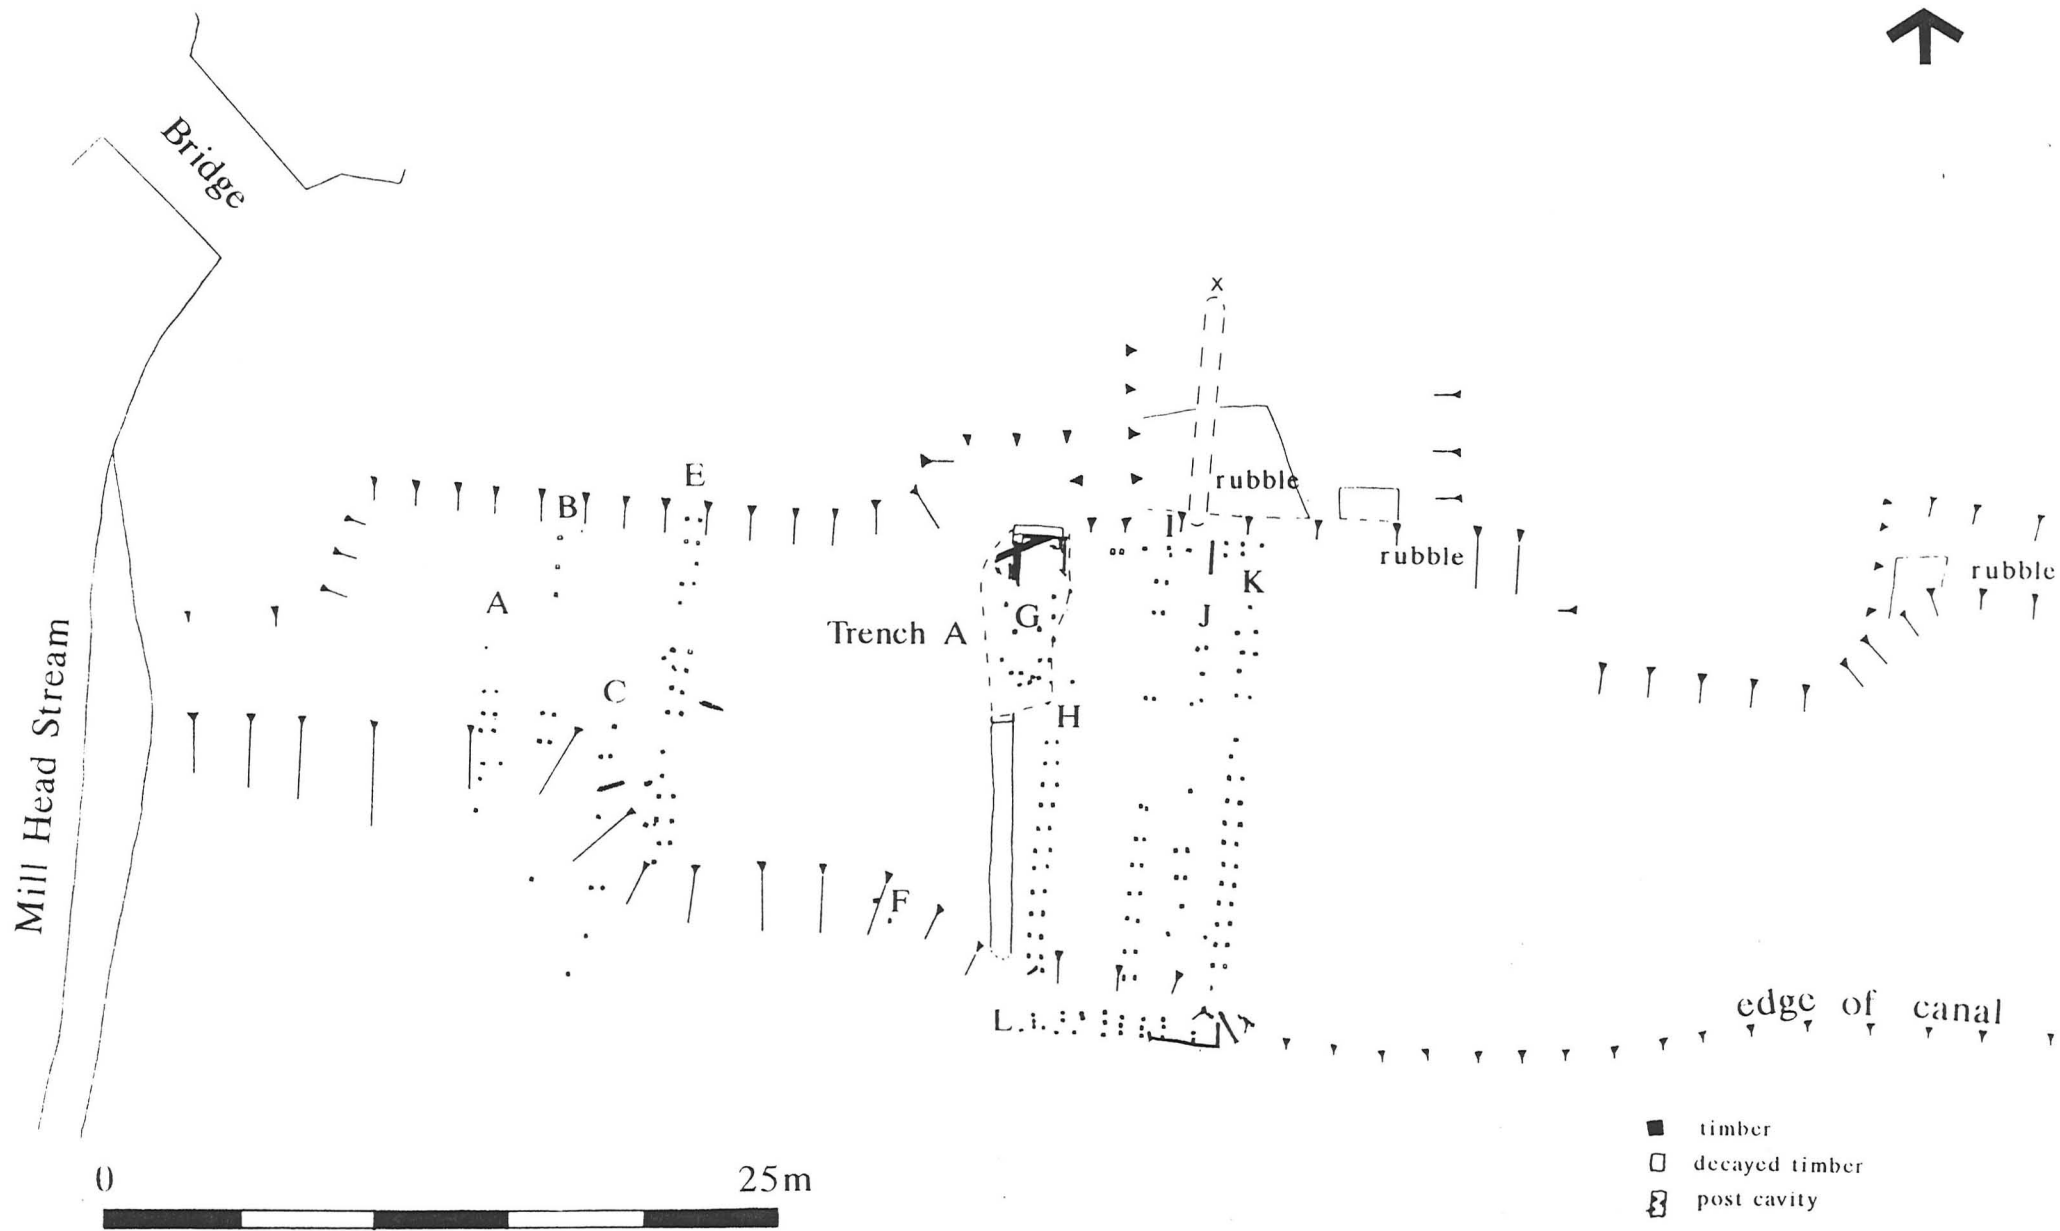 Bridge
x
E
B
rubble
I
rubble
K
rubble
A
G
J
Trench A
C
H
Mill Head Stream
F
L
edge of canal
timber
decayed timber
post cavity
0
25m